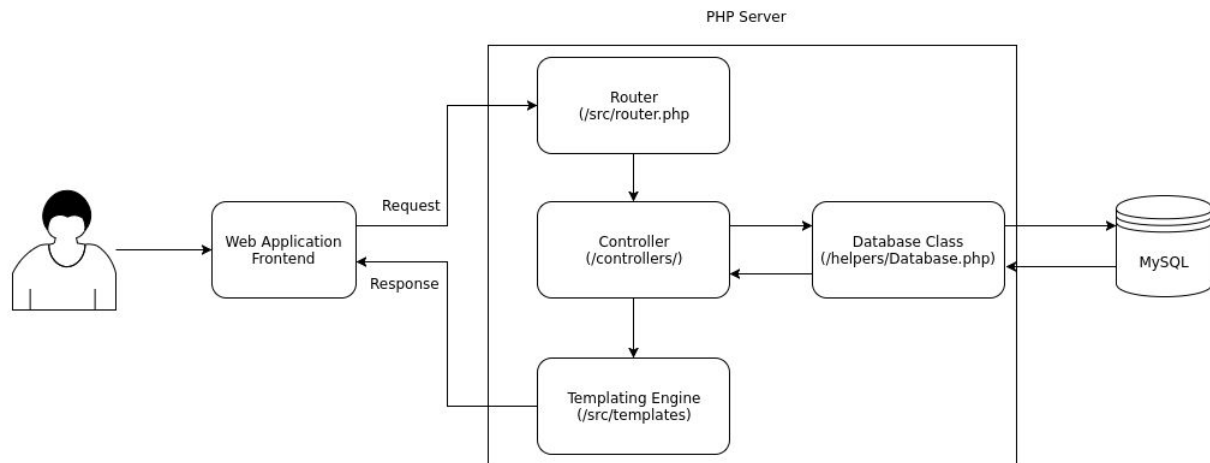 PHP Server
Router
(/src/router.php
Request
Web Application
Frontend
Response
Controller
(/controllers/)
Database Class
(/helpers/Database.php)
MySQL
Templating Engine
(/src/templates)